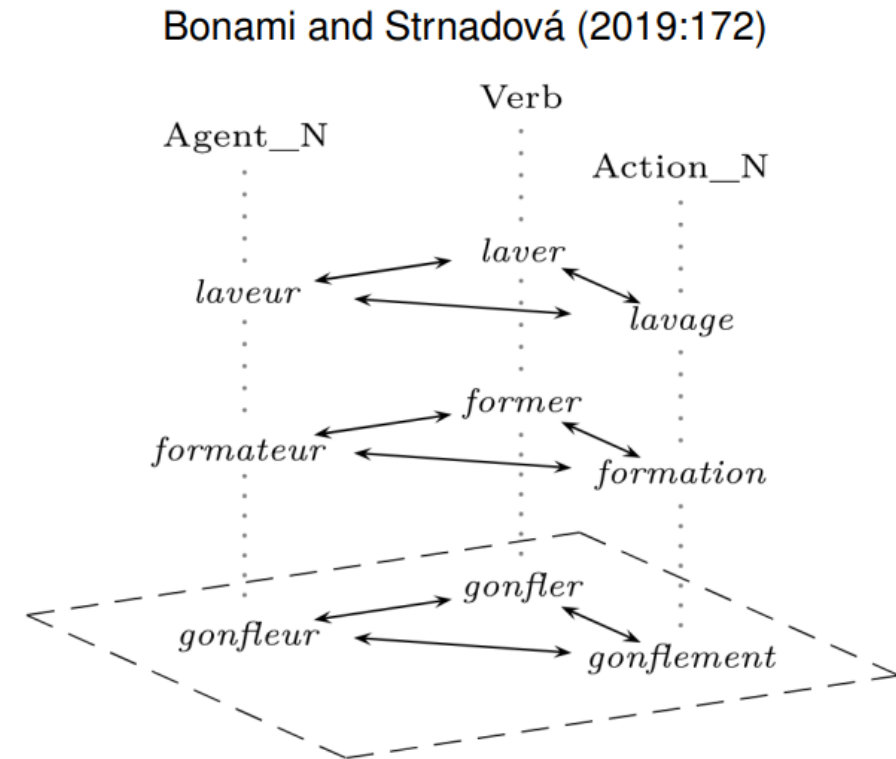 Bonami and Strnadová (2019:172)
Verb
Agent_N
Action_N
laver
laveur
lavage
former
formateur
formation
gonfler
gonfleur
gonflement